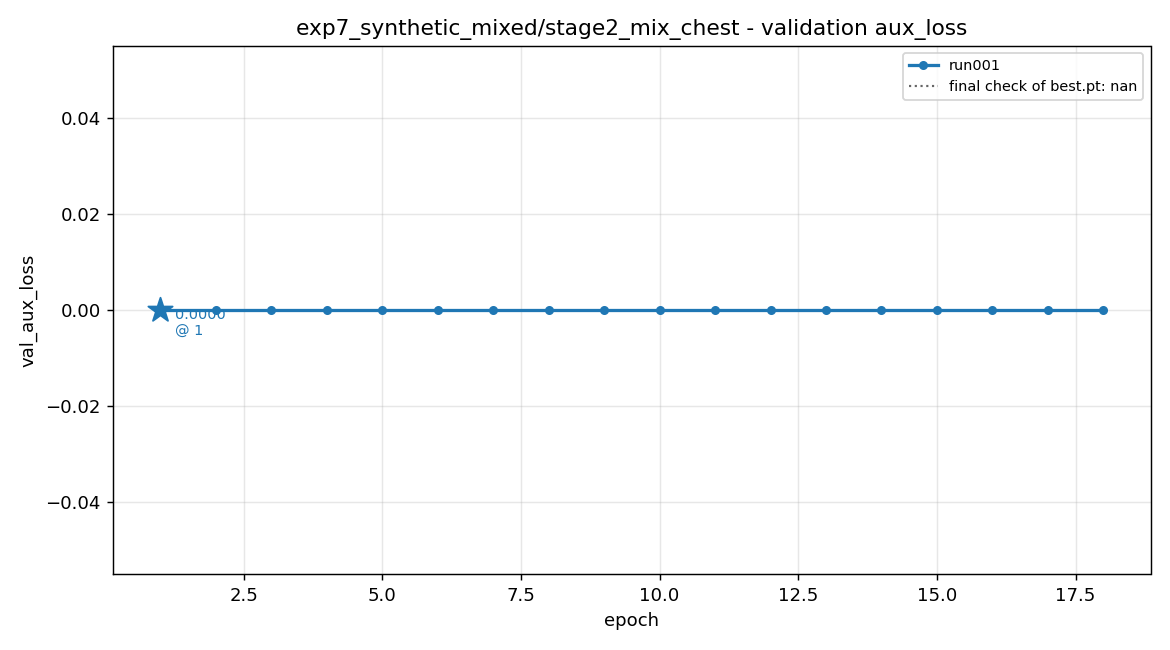 exp7_synthetic_mixed/stage2_mix_chest - validation aux_loss
run001
final check of best.pt: nan
0.04
0.02
0.00
−0.02
−0.04
val_aux_loss
0.0000
@ 1
2.5 5.0 7.5 10.0 12.5 15.0 17.5
epoch